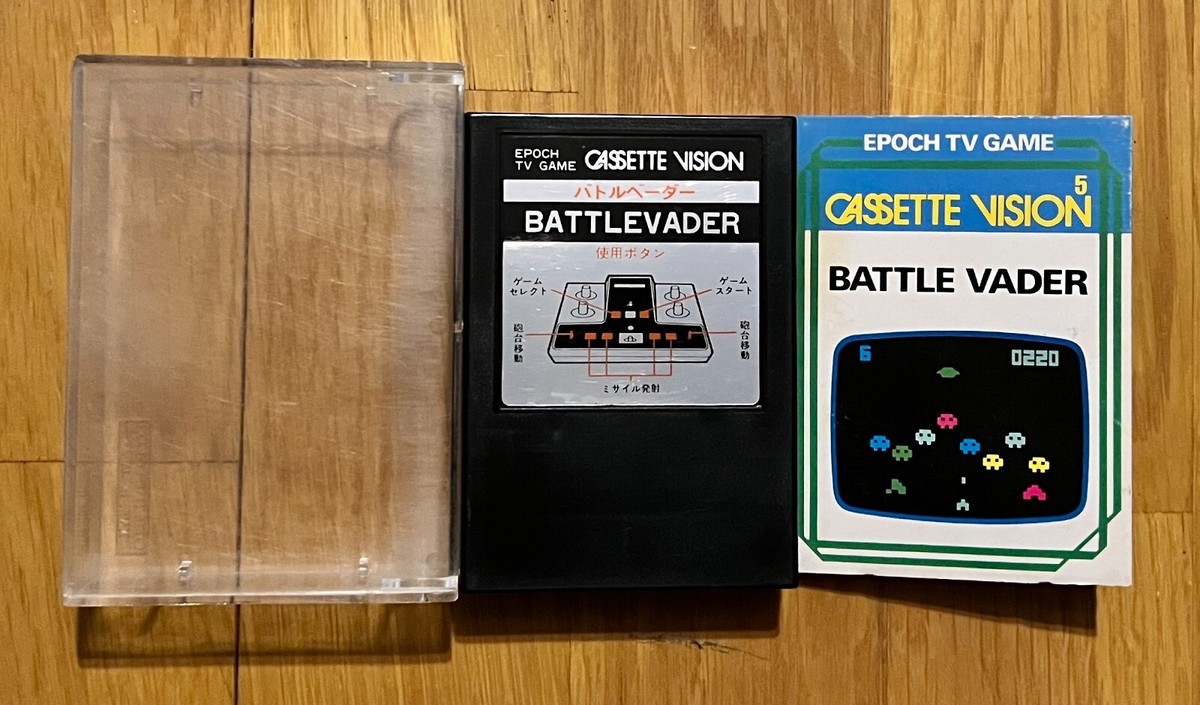 EPOCH
TV GAME CASSETTE VISION
バトルベーダー
BATTLEVADER
使用ボタン
ゲーム
セレクト
ゲーム
スタート
砲台移動
砲台移動
ミサイル発射
EPOCH TV GAME
5
CASSETTE VISION
BATTLE VADER
6 0220